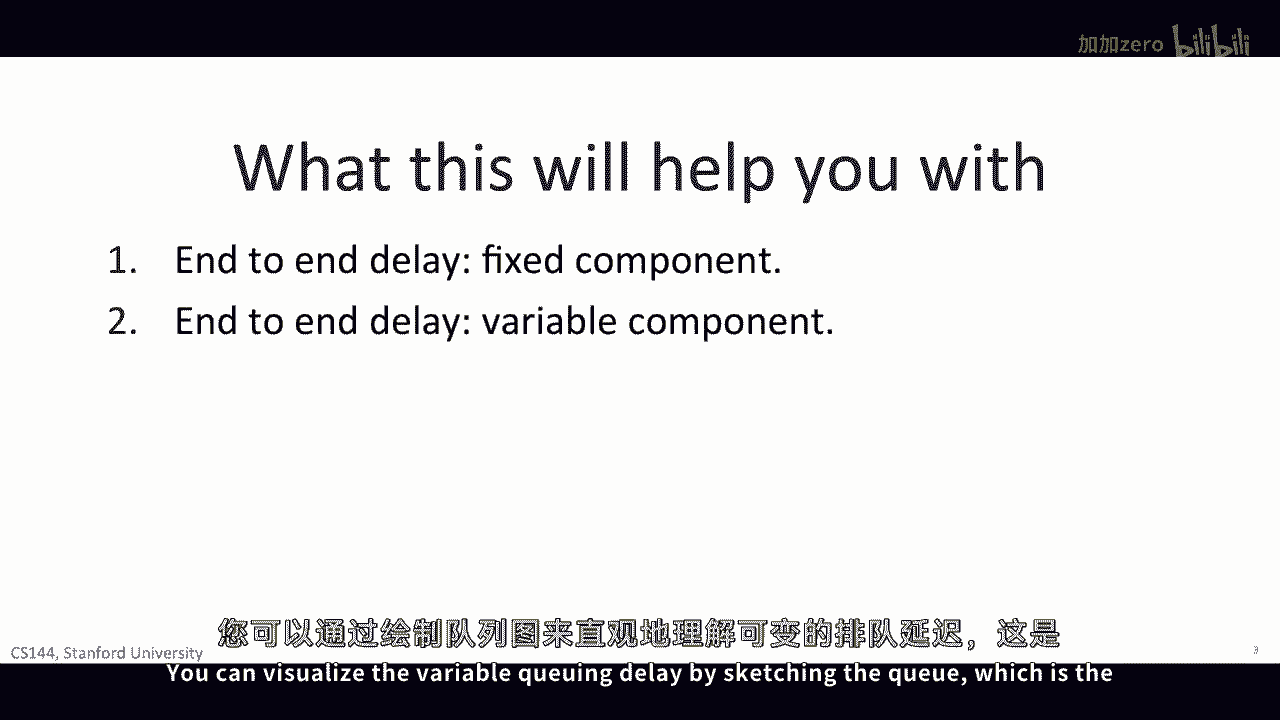 加加zero bilibili
What this will help you with
1. End to end delay: fixed component.
2. End to end delay: variable component.
您可以通过绘制队列图来直观地理解可变的排队延迟，这是
CS144, Stanford University
3
You can visualize the variable queuing delay by sketching the queue, which is the